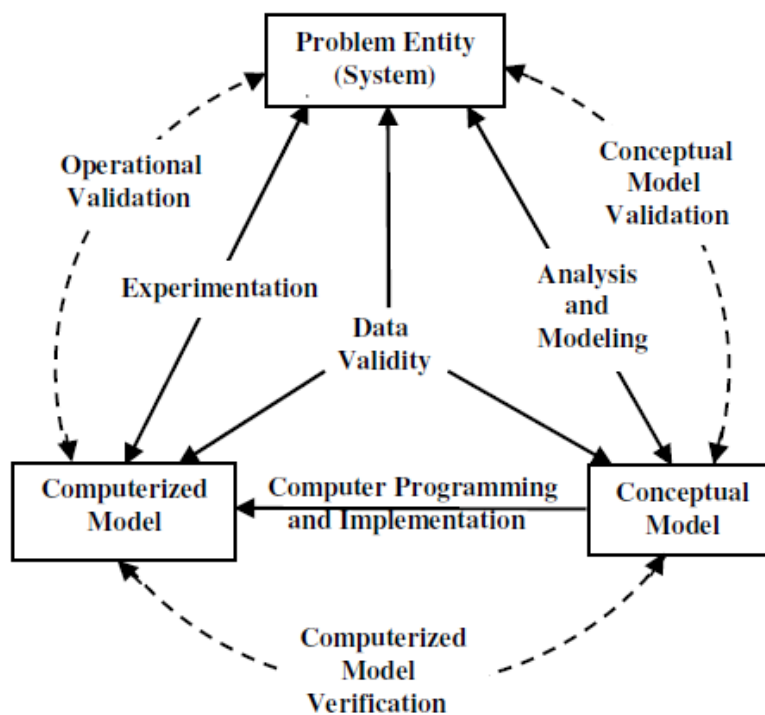 Problem Entity
(System)
Operational
Validation
Conceptual
Model
Validation
Experimentation
Analysis
and
Modeling
Data
Validity
Computerized
Model
Computer Programming
and Implementation
Conceptual
Model
Computerized
Model
Verification